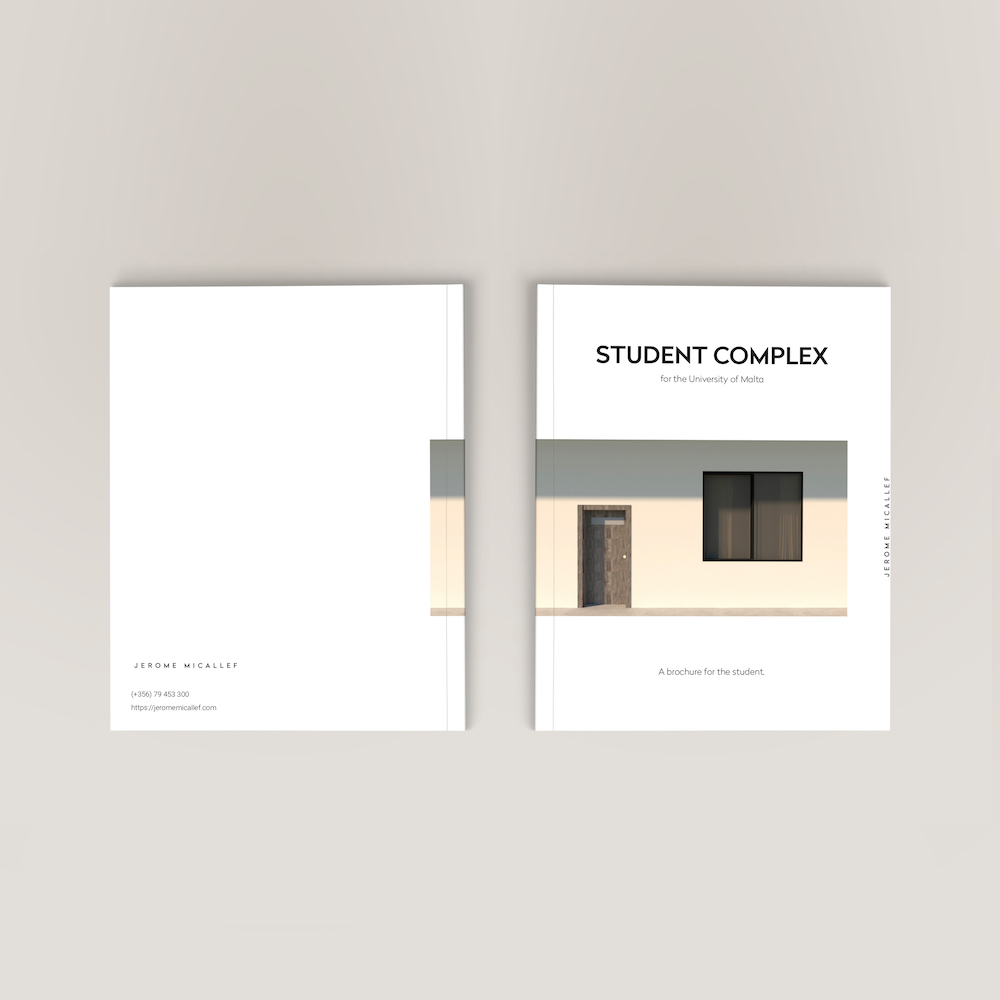 JEROME MICALLEF
(+356) 79 453 300
https://jeromemicallef.com
STUDENT COMPLEX
for the University of Malta
JEROME MICALLEF
A brochure for the student.